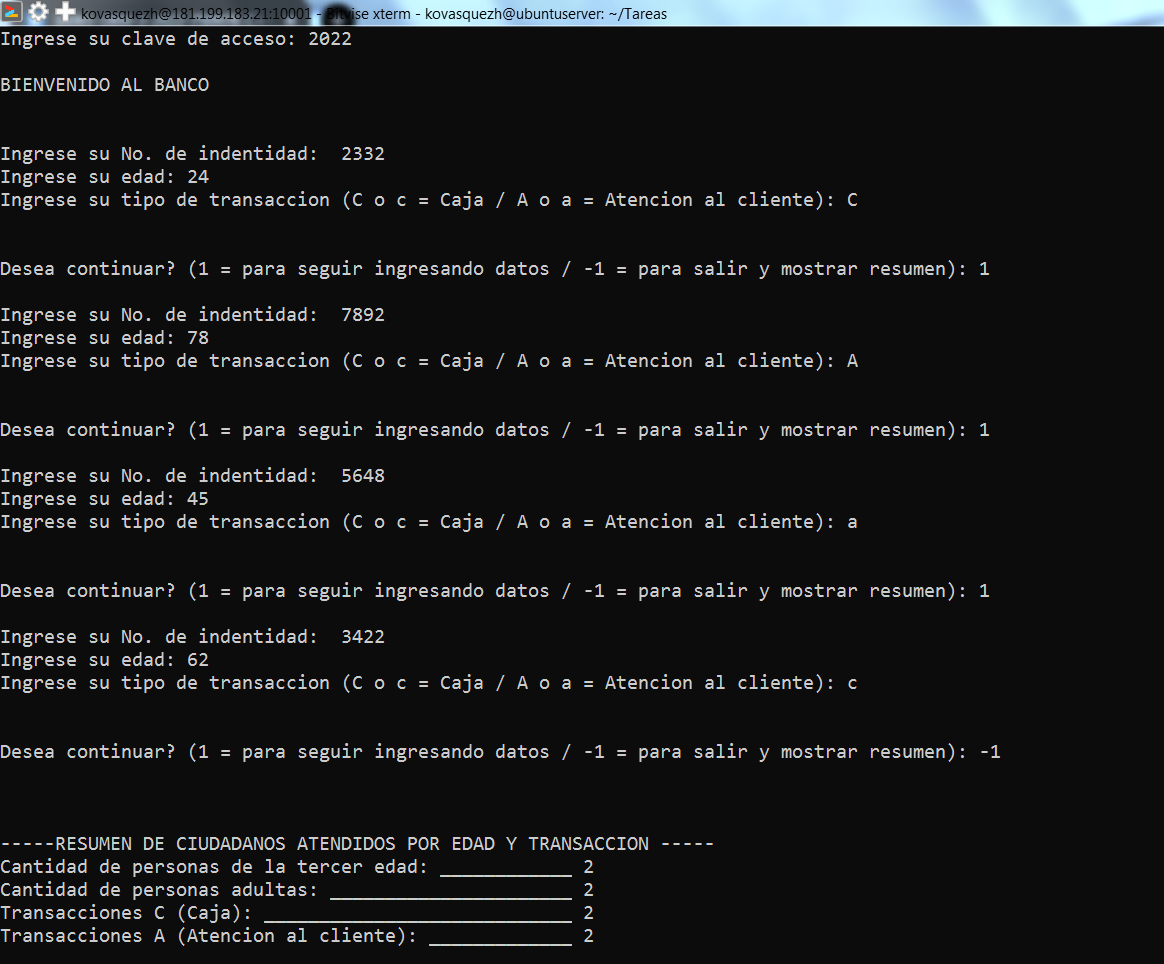 kovasquezh@181.199.183.21:10001 - Bitvise xterm - kovasquezh@ubuntuserver: ~/Tareas
Ingrese su clave de acceso: 2022
BIENVENIDO AL BANCO
Ingrese su No. de indentidad:  2332
Ingrese su edad: 24
Ingrese su tipo de transaccion (C o c = Caja / A o a = Atencion al cliente): C
Desea continuar? (1 = para seguir ingresando datos / -1 = para salir y mostrar resumen): 1
Ingrese su No. de indentidad:  7892
Ingrese su edad: 78
Ingrese su tipo de transaccion (C o c = Caja / A o a = Atencion al cliente): A
Desea continuar? (1 = para seguir ingresando datos / -1 = para salir y mostrar resumen): 1
Ingrese su No. de indentidad:  5648
Ingrese su edad: 45
Ingrese su tipo de transaccion (C o c = Caja / A o a = Atencion al cliente): a
Desea continuar? (1 = para seguir ingresando datos / -1 = para salir y mostrar resumen): 1
Ingrese su No. de indentidad:  3422
Ingrese su edad: 62
Ingrese su tipo de transaccion (C o c = Caja / A o a = Atencion al cliente): c
Desea continuar? (1 = para seguir ingresando datos / -1 = para salir y mostrar resumen): -1
-----RESUMEN DE CIUDADANOS ATENDIDOS POR EDAD Y TRANSACCION -----
Cantidad de personas de la tercer edad: ____________ 2
Cantidad de personas adultas: ______________________ 2
Transacciones C (Caja): ____________________________ 2
Transacciones A (Atencion al cliente): _____________ 2